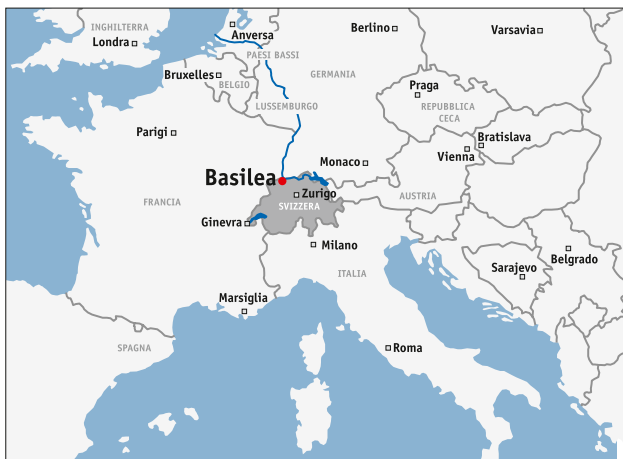 INGHILTERRA
Londra
Anversa
Berlino
Varsavia
PAESI BASSI
Bruxelles
BELGIO
GERMANIA
Praga
LUSSEMBURGO
REPUBBLICA
CECA
Parigi
Bratislava
Vienna
Monaco
Basilea
Zurigo
AUSTRIA
FRANCIA
SVIZZERA
Ginevra
Milano
Belgrado
ITALIA
Sarajevo
Marsiglia
SPAGNA
Roma